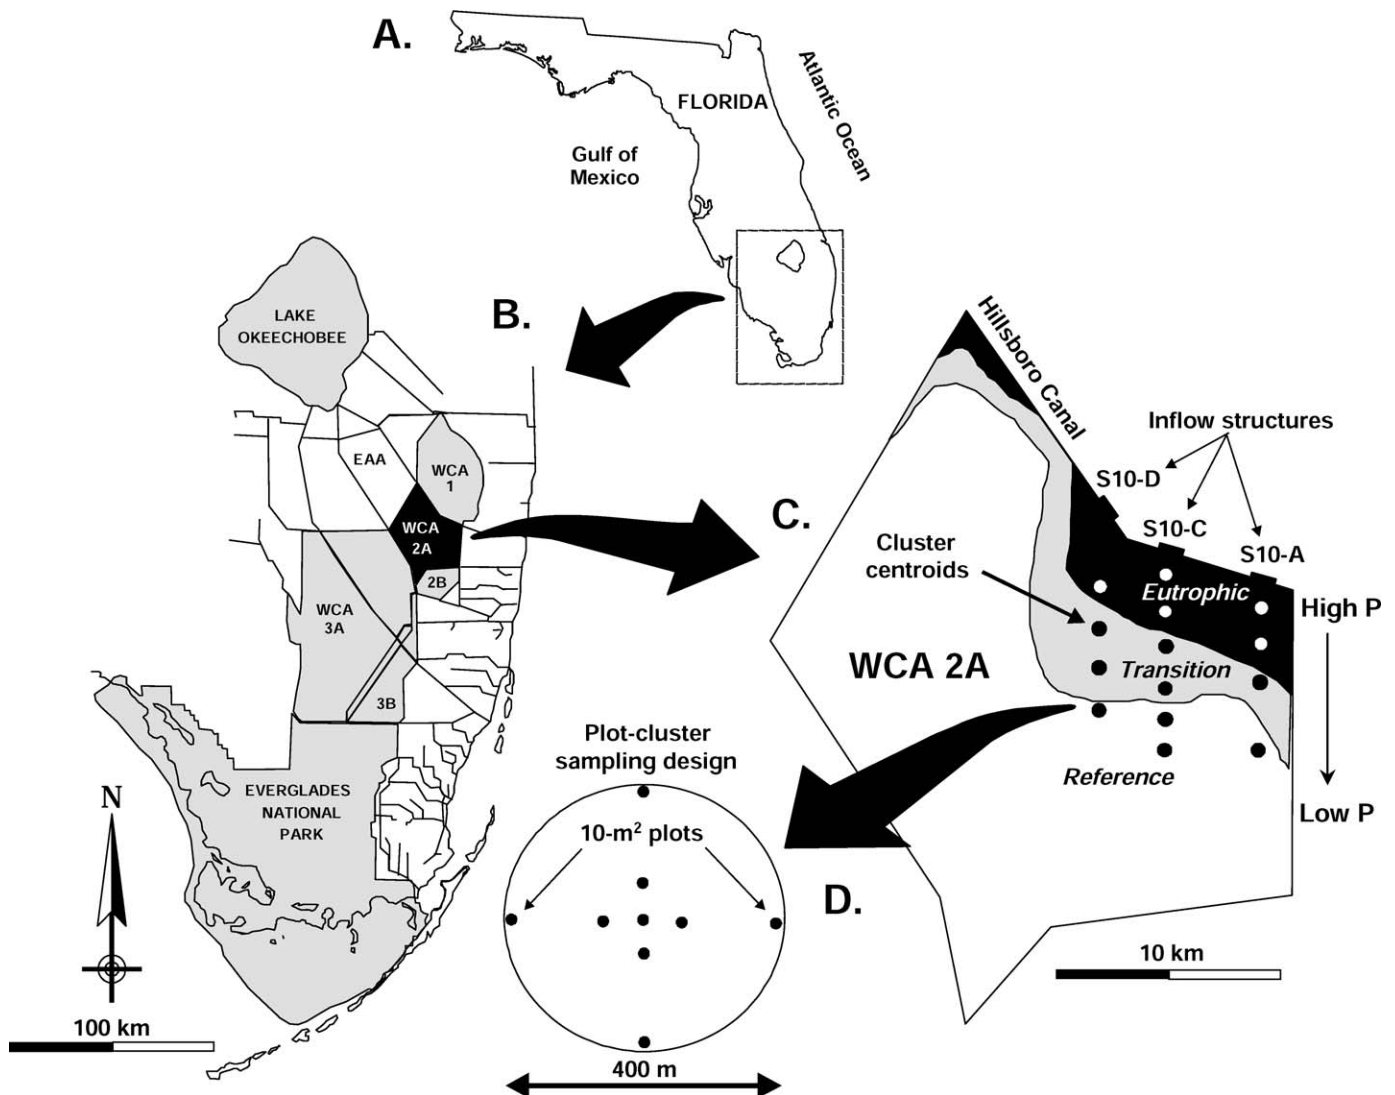 A.
FLORIDA
Atlantic Ocean
Gulf of
Mexico
B.
LAKE
OKEECHOBEE
EAA
WCA
1
WCA
2A
2B
WCA
3A
3B
EVERGLADES
NATIONAL
PARK
N
100 km
C.
Hillsboro Canal
Inflow structures
S10-D
S10-C
S10-A
Cluster
centroids
Eutrophic
High P
WCA 2A
Transition
Reference
Low P
10 km
D.
Plot-cluster
sampling design
10-m² plots
400 m